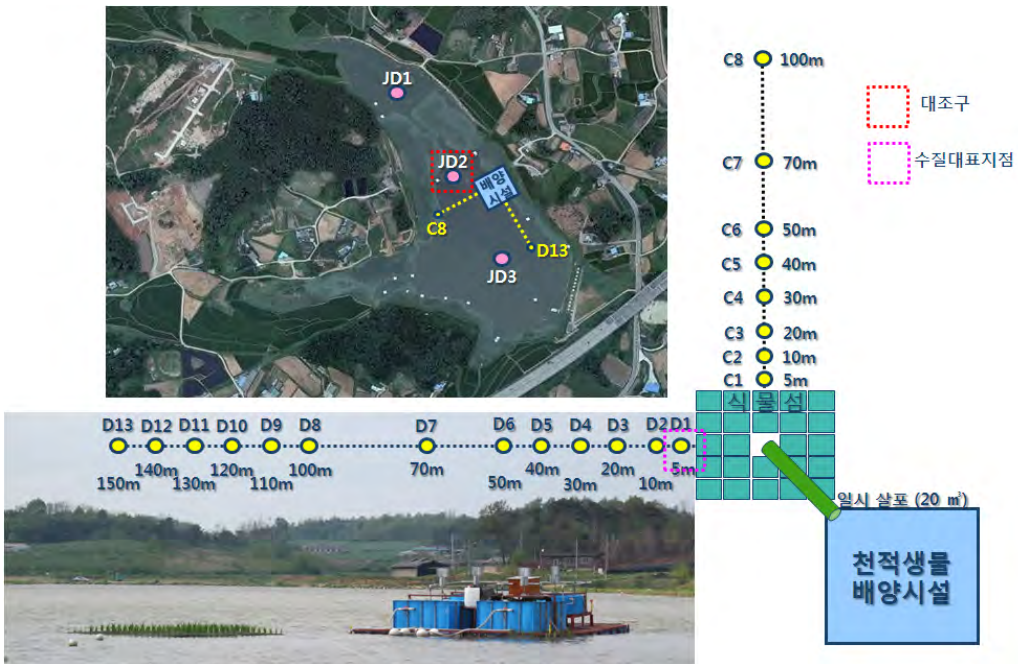 JD1
JD2
배양
시설
C8
D13
JD3
C8 100m
C7 70m
C6 50m
C5 40m
C4 30m
C3 20m
C2 10m
C1 5m
대조구
수질대표지점
식물섬
D13 D12 D11 D10 D9 D8 D7 D6 D5 D4 D3 D2 D1
150m 140m 130m 120m 110m 100m 70m 50m 40m 30m 20m 10m 5m
일시 살포 (20 ㎥)
천적생물
배양시설